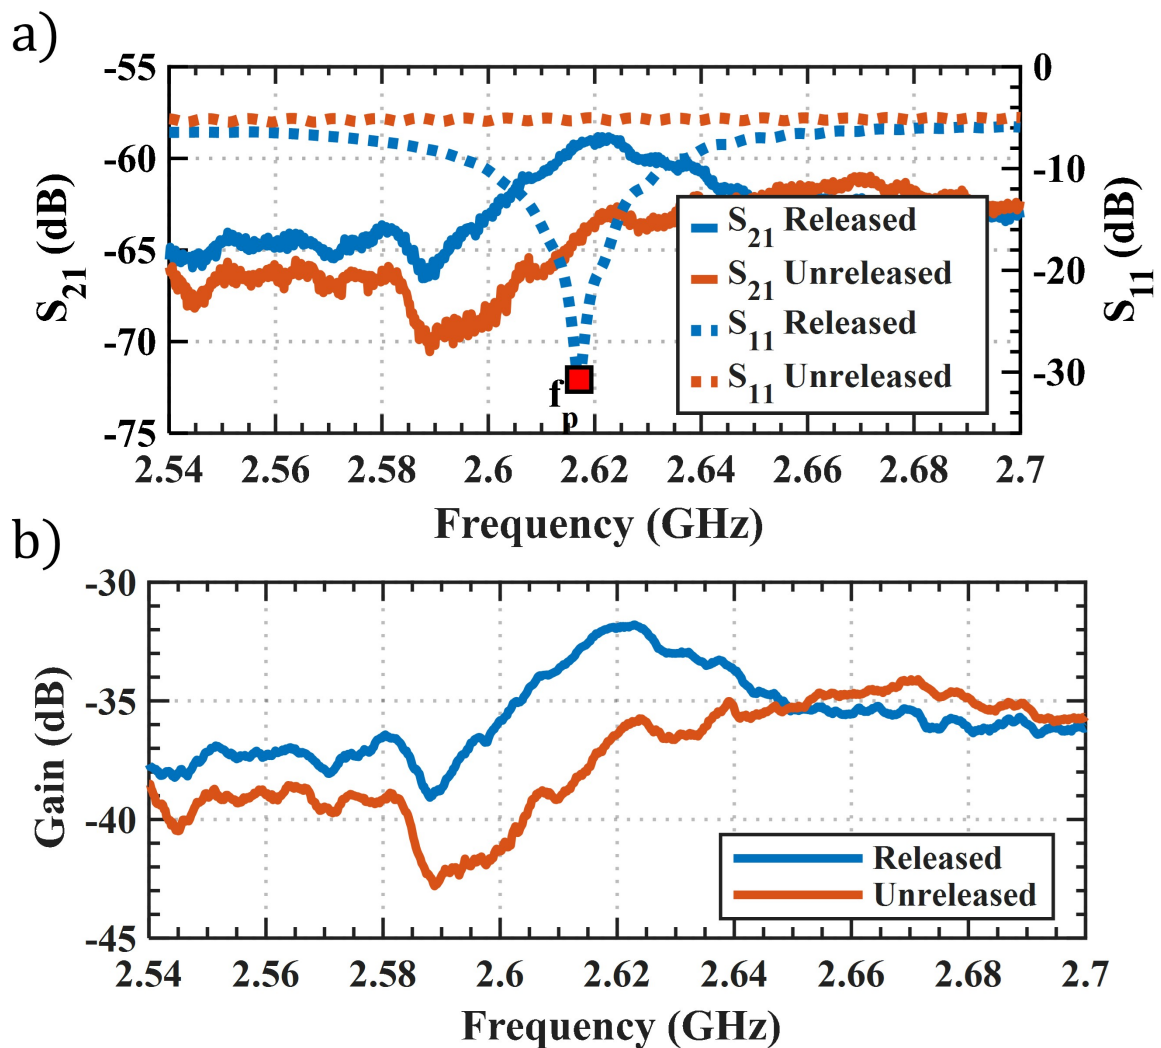 a)
-55
-60
-65
-70
-75
S21 (dB)
0
-10
-20
-30
S11 (dB)
S21 Released
S21 Unreleased
S11 Released
S11 Unreleased
fp
2.54 2.56 2.58 2.6 2.62 2.64 2.66 2.68 2.7
Frequency (GHz)
b)
-30
-35
-40
-45
Gain (dB)
Released
Unreleased
2.54 2.56 2.58 2.6 2.62 2.64 2.66 2.68 2.7
Frequency (GHz)